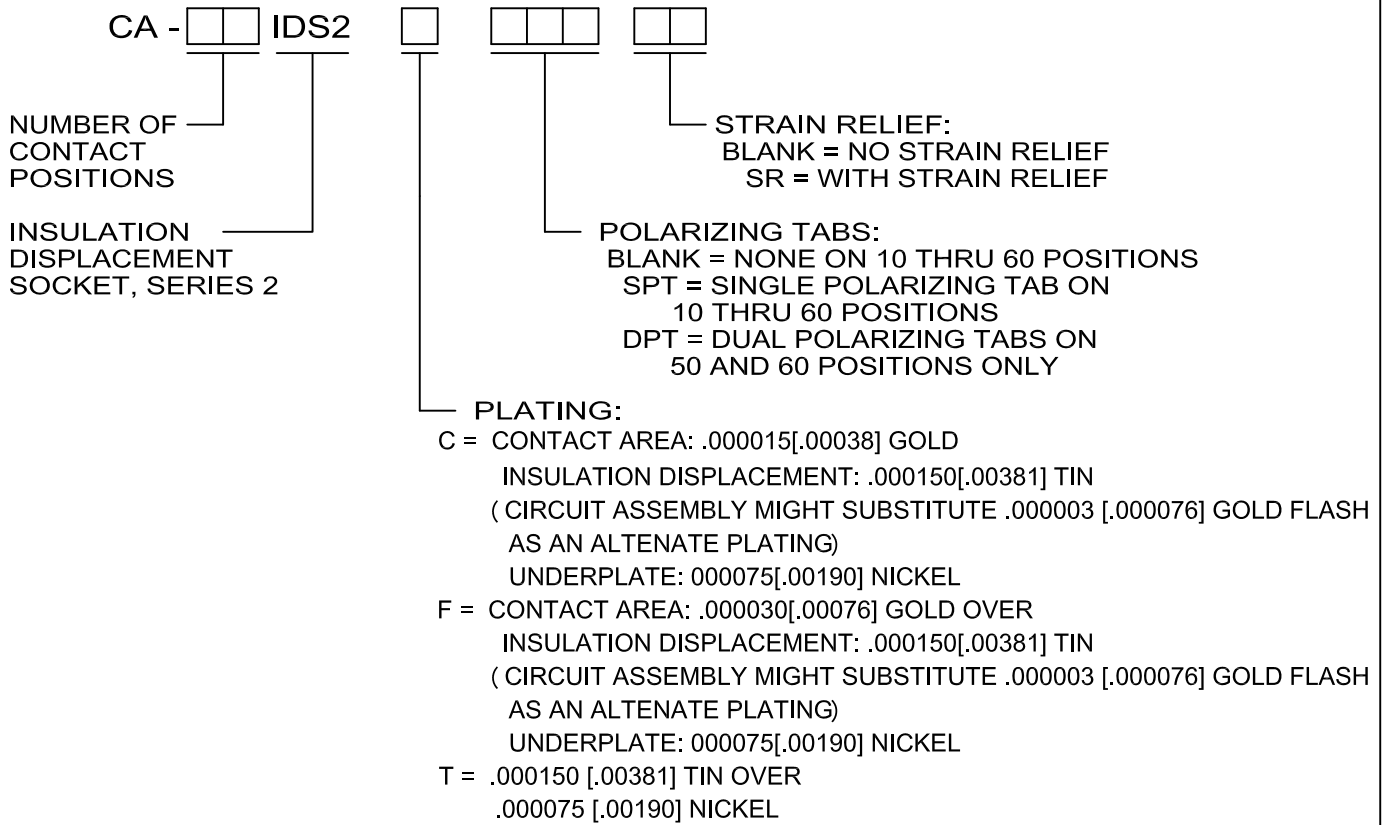 CA - IDS2
NUMBER OF
CONTACT
POSITIONS
INSULATION
DISPLACEMENT
SOCKET, SERIES 2
STRAIN RELIEF:
BLANK = NO STRAIN RELIEF
SR = WITH STRAIN RELIEF
POLARIZING TABS:
BLANK = NONE ON 10 THRU 60 POSITIONS
SPT = SINGLE POLARIZING TAB ON
10 THRU 60 POSITIONS
DPT = DUAL POLARIZING TABS ON
50 AND 60 POSITIONS ONLY
PLATING:
C = CONTACT AREA: .000015[.00038] GOLD
INSULATION DISPLACEMENT: .000150[.00381] TIN
( CIRCUIT ASSEMBLY MIGHT SUBSTITUTE .000003 [.000076] GOLD FLASH
AS AN ALTENATE PLATING)
UNDERPLATE: 000075[.00190] NICKEL
F = CONTACT AREA: .000030[.00076] GOLD OVER
INSULATION DISPLACEMENT: .000150[.00381] TIN
( CIRCUIT ASSEMBLY MIGHT SUBSTITUTE .000003 [.000076] GOLD FLASH
AS AN ALTENATE PLATING)
UNDERPLATE: 000075[.00190] NICKEL
T = .000150 [.00381] TIN OVER
.000075 [.00190] NICKEL